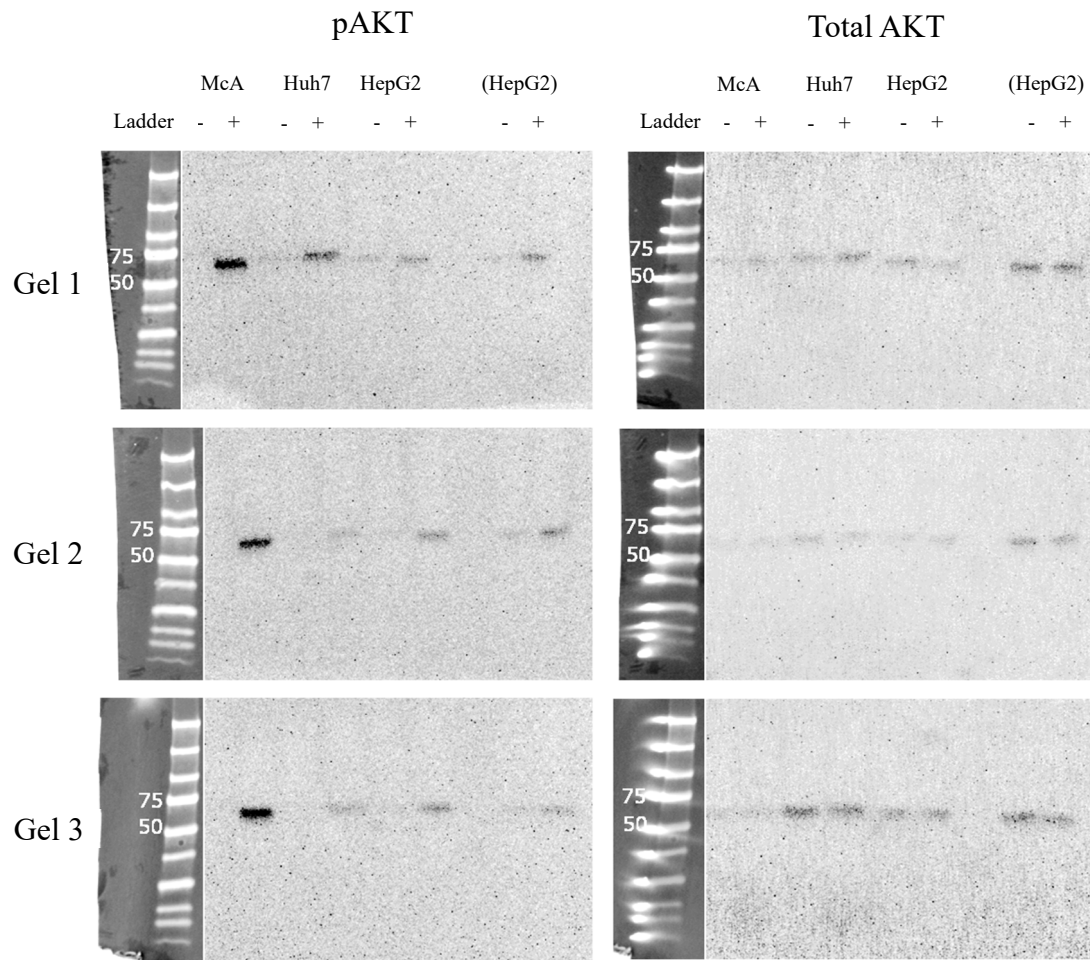 pAKT Total AKT
McA Huh7 HepG2 (HepG2) McA Huh7 HepG2 (HepG2)
Ladder - + - + - + - + Ladder - + - + - + - +
Gel 1
75
50
75
50
Gel 2
75
50
75
50
Gel 3
75
50
75
50